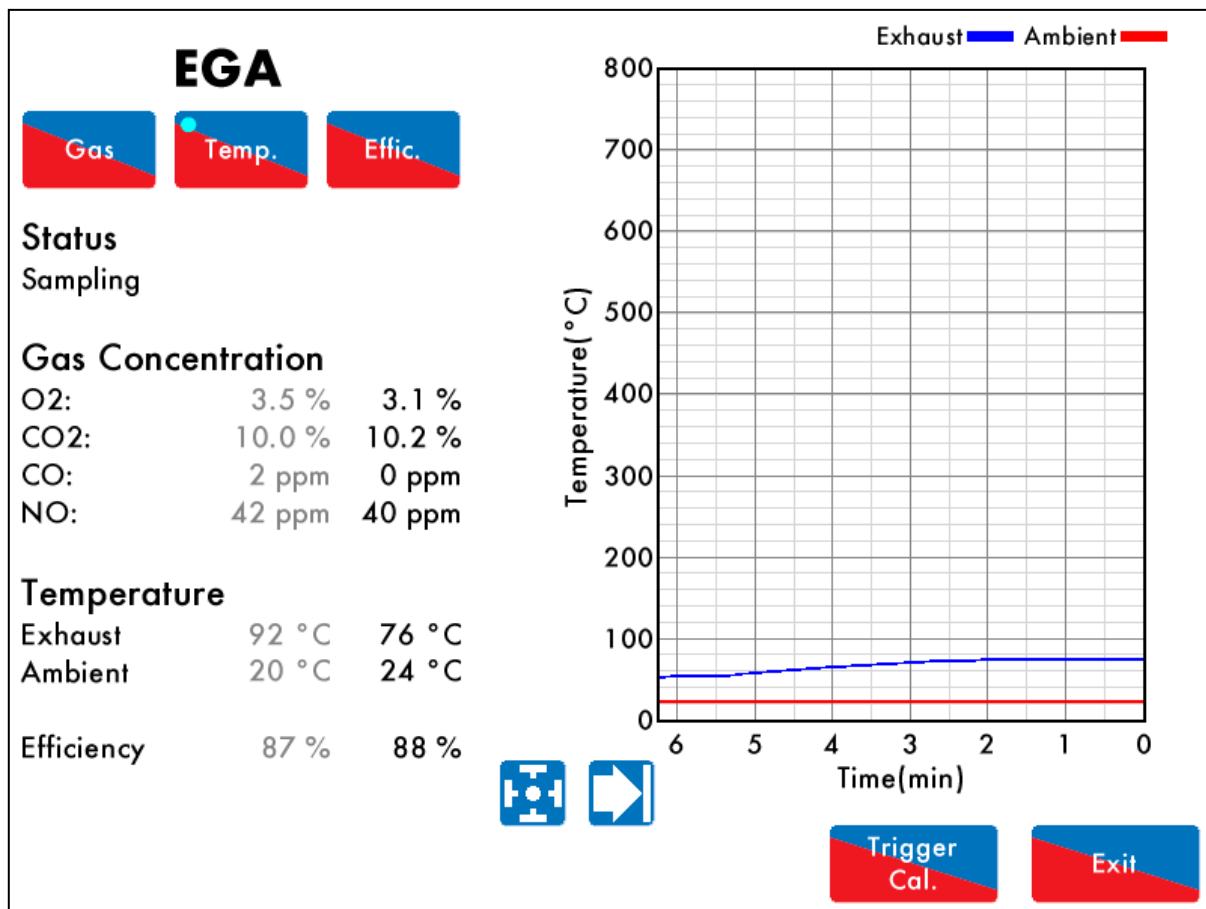 EGA
Gas Temp. Effic.
Status
Sampling
Gas Concentration
O2: 3.5 % 3.1 %
CO2: 10.0 % 10.2 %
CO: 2 ppm 0 ppm
NO: 42 ppm 40 ppm
Temperature
Exhaust 92 °C 76 °C
Ambient 20 °C 24 °C
Efficiency 87 % 88 %
Exhaust Ambient
Temperature(°C)
800
700
600
500
400
300
200
100
0
6 5 4 3 2 1 0
Time(min)
Trigger
Cal.
Exit